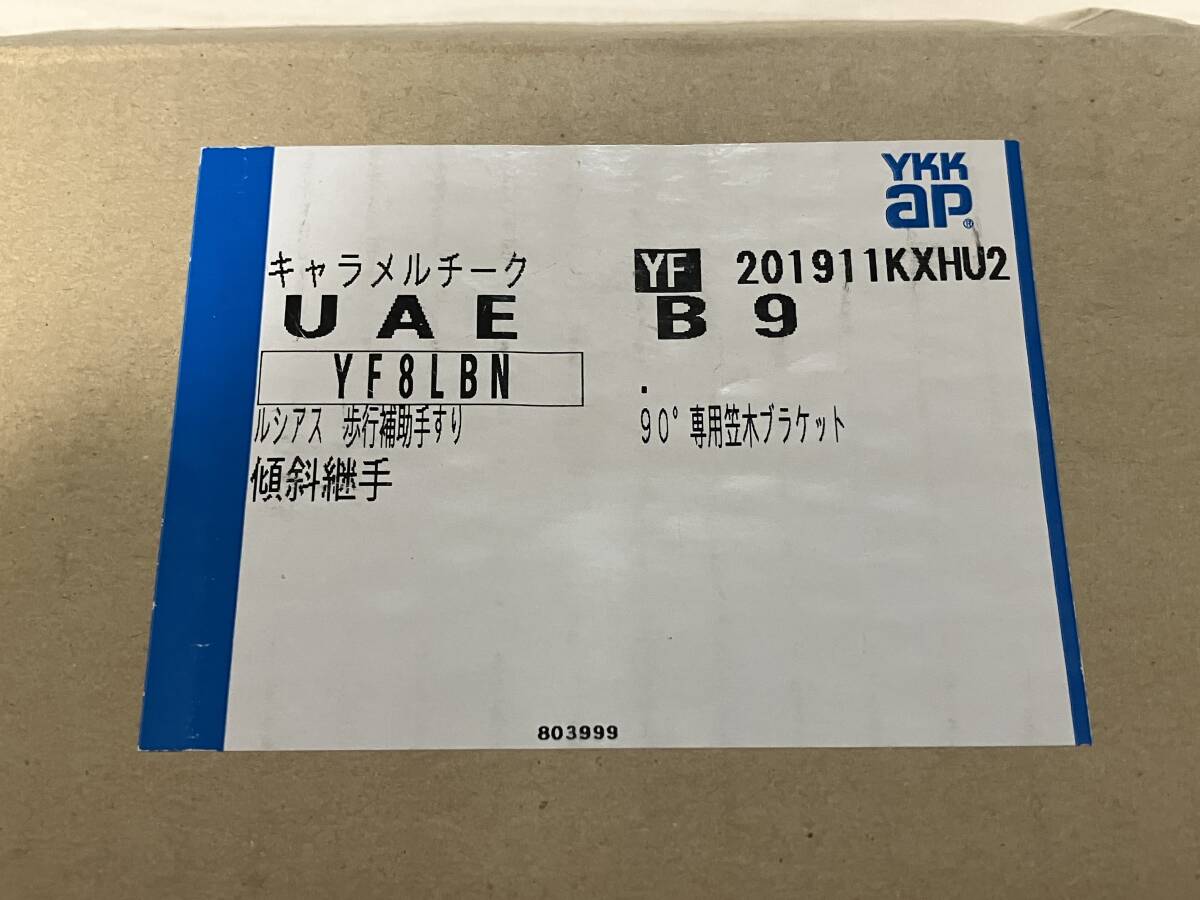 YKK
ap®
キャラメルチーク YF 201911KXHU2
UAE B9
YF8LBN .
ルシアス 歩行補助手すり 90°専用笠木ブラケット
傾斜継手
803999